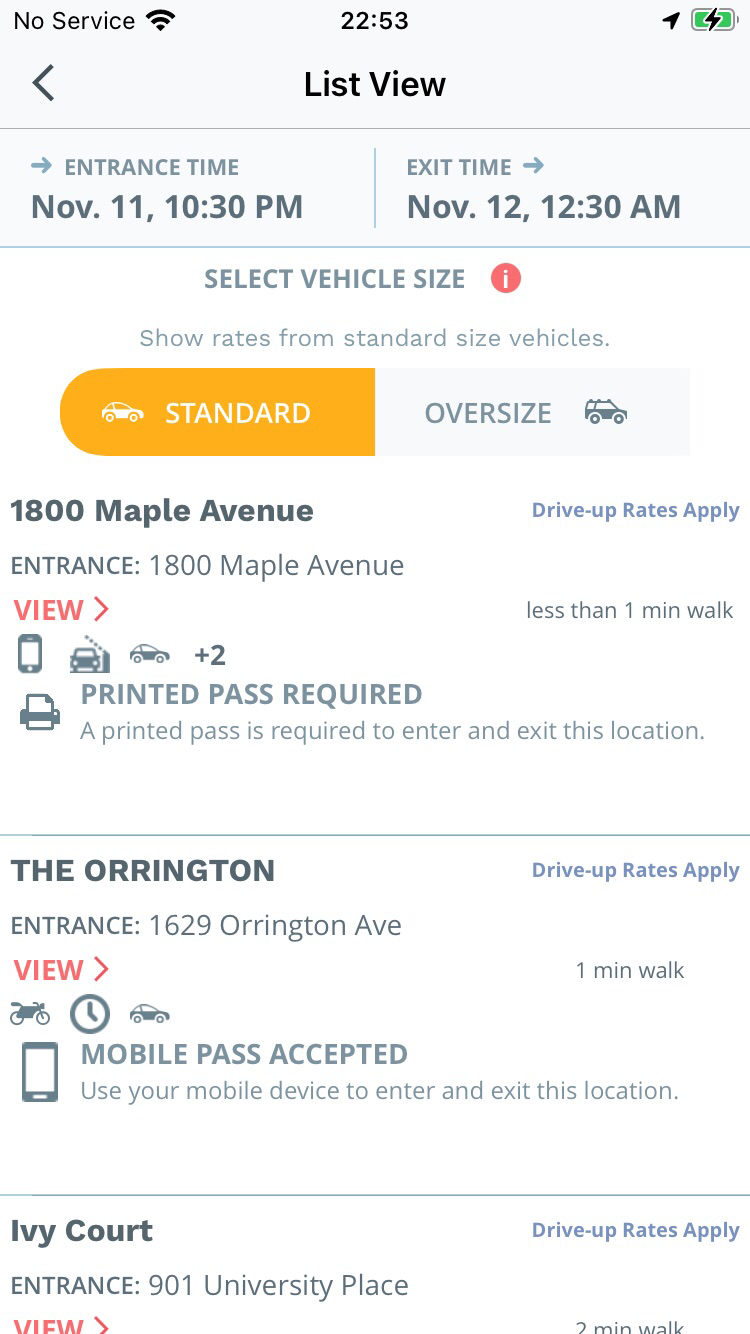 No Service
22:53
List View
ENTRANCE TIME
EXIT TIME
Nov. 11, 10:30 PM
Nov. 12, 12:30 AM
SELECT VEHICLE SIZE
i
Show rates from standard size vehicles.
STANDARD
OVERSIZE
1800 Maple Avenue
Drive-up Rates Apply
ENTRANCE: 1800 Maple Avenue
VIEW
less than 1 min walk
+2
PRINTED PASS REQUIRED
A printed pass is required to enter and exit this location.
THE ORRINGTON
Drive-up Rates Apply
ENTRANCE: 1629 Orrington Ave
VIEW
1 min walk
MOBILE PASS ACCEPTED
Use your mobile device to enter and exit this location.
Ivy Court
Drive-up Rates Apply
ENTRANCE: 901 University Place
VIEW
2 min walk